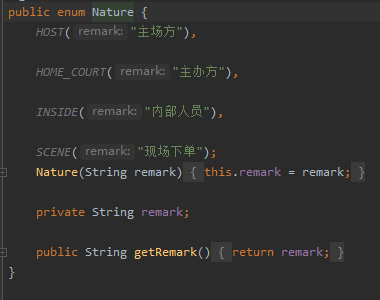 public enum Nature {
HOST( remark: "主场方"),
HOME_COURT( remark: "主办方"),
INSIDE( remark: "内部人员"),
SCENE( remark: "现场下单");
Nature(String remark) { this.remark = remark; }
private String remark;
public String getRemark() { return remark; }
}